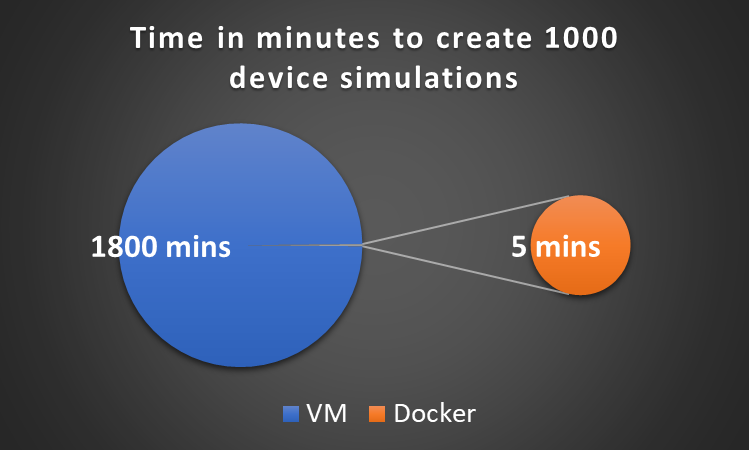 Time in minutes to create 1000
device simulations
1800 mins
5 mins
VM
Docker